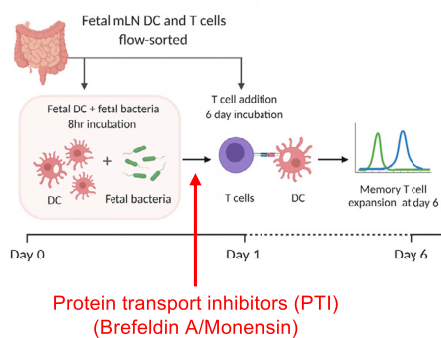 Fetal mLN DC and T cells
flow-sorted
Fetal DC + fetal bacteria
8hr incubation
T cell addition
6 day incubation
+
DC
Fetal bacteria
T cells
DC
Memory T cell
expansion at day 6
Day 0
Day 1
Day 6
Protein transport inhibitors (PTI)
(Brefeldin A/Monensin)